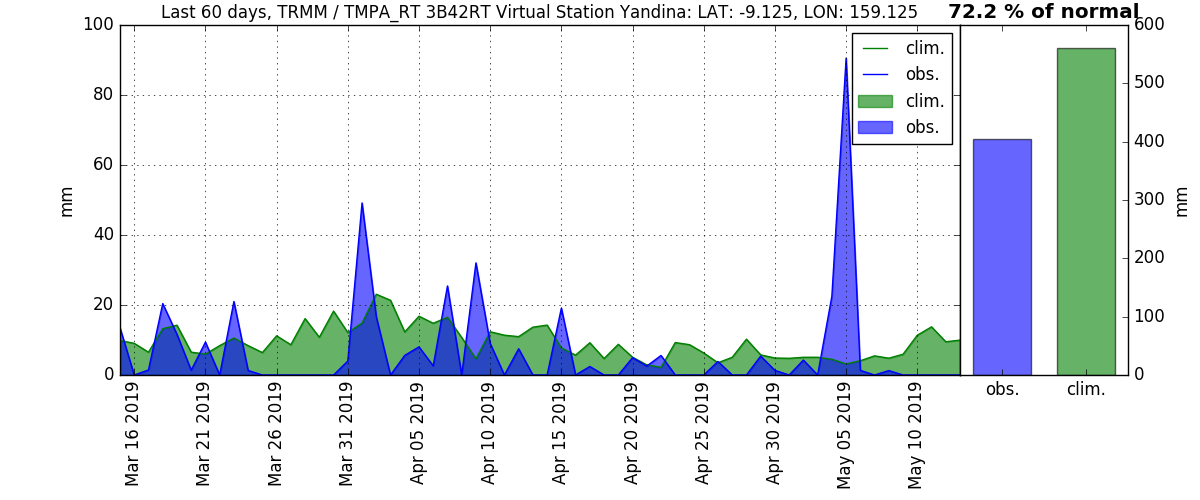 Last 60 days, TRMM / TMPA_RT 3B42RT Virtual Station Yandina: LAT: -9.125, LON: 159.125
72.2 % of normal
100
80
60
40
20
0
mm
clim.
obs.
clim.
obs.
600
500
400
300
200
100
0
mm
Mar 16 2019
Mar 21 2019
Mar 26 2019
Mar 31 2019
Apr 05 2019
Apr 10 2019
Apr 15 2019
Apr 20 2019
Apr 25 2019
Apr 30 2019
May 05 2019
May 10 2019
obs.
clim.